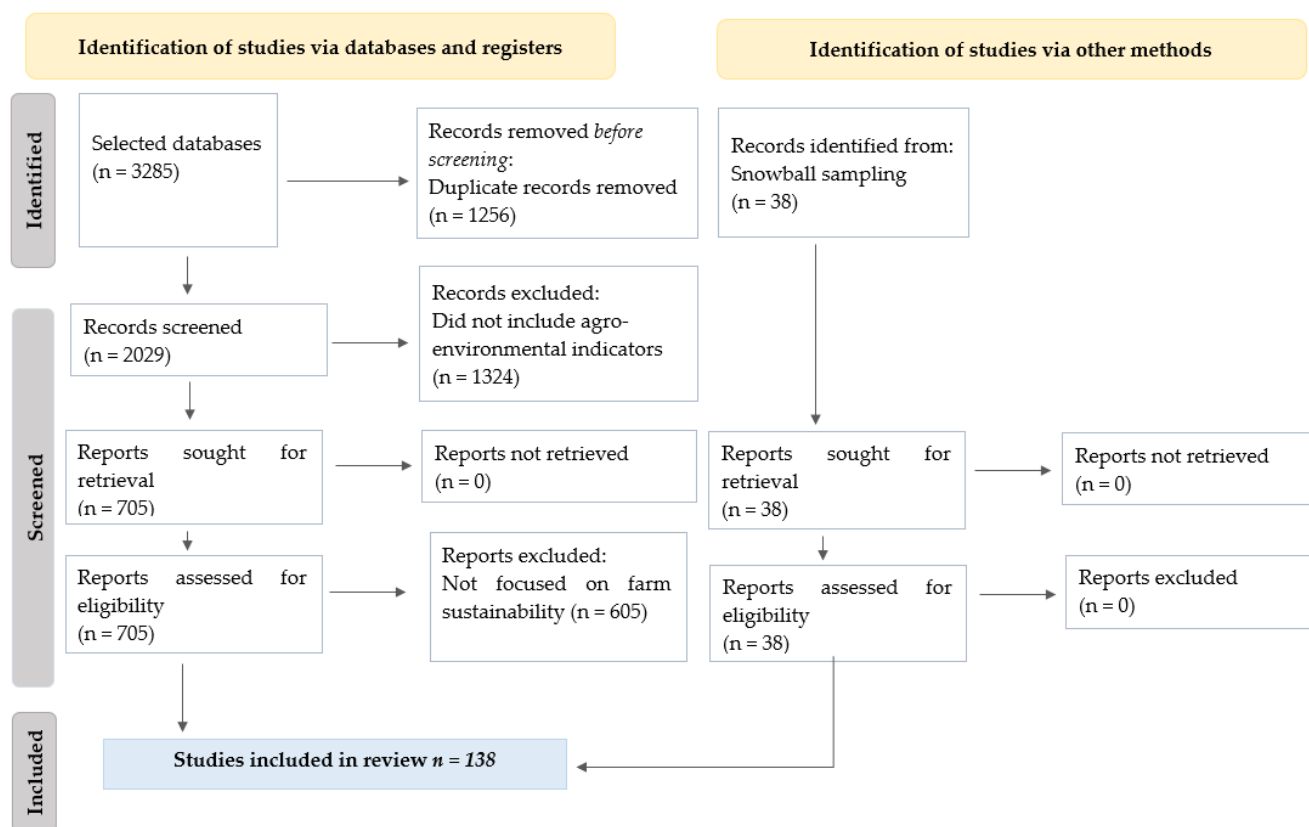 Identification of studies via databases and registers
Identification of studies via other methods
Identified
Selected databases
(n = 3285)
Records removed before
screening:
Duplicate records removed
(n = 1256)
Records identified from:
Snowball sampling
(n = 38)
Screened
Records screened
(n = 2029)
Records excluded:
Did not include agro-
environmental indicators
(n = 1324)
Reports sought for
retrieval
(n = 705)
Reports not retrieved
(n = 0)
Reports sought for
retrieval
(n = 38)
Reports not retrieved
(n = 0)
Reports assessed for
eligibility
(n = 705)
Reports excluded:
Not focused on farm
sustainability (n = 605)
Reports assessed for
eligibility
(n = 38)
Reports excluded
(n = 0)
Included
Studies included in review n = 138